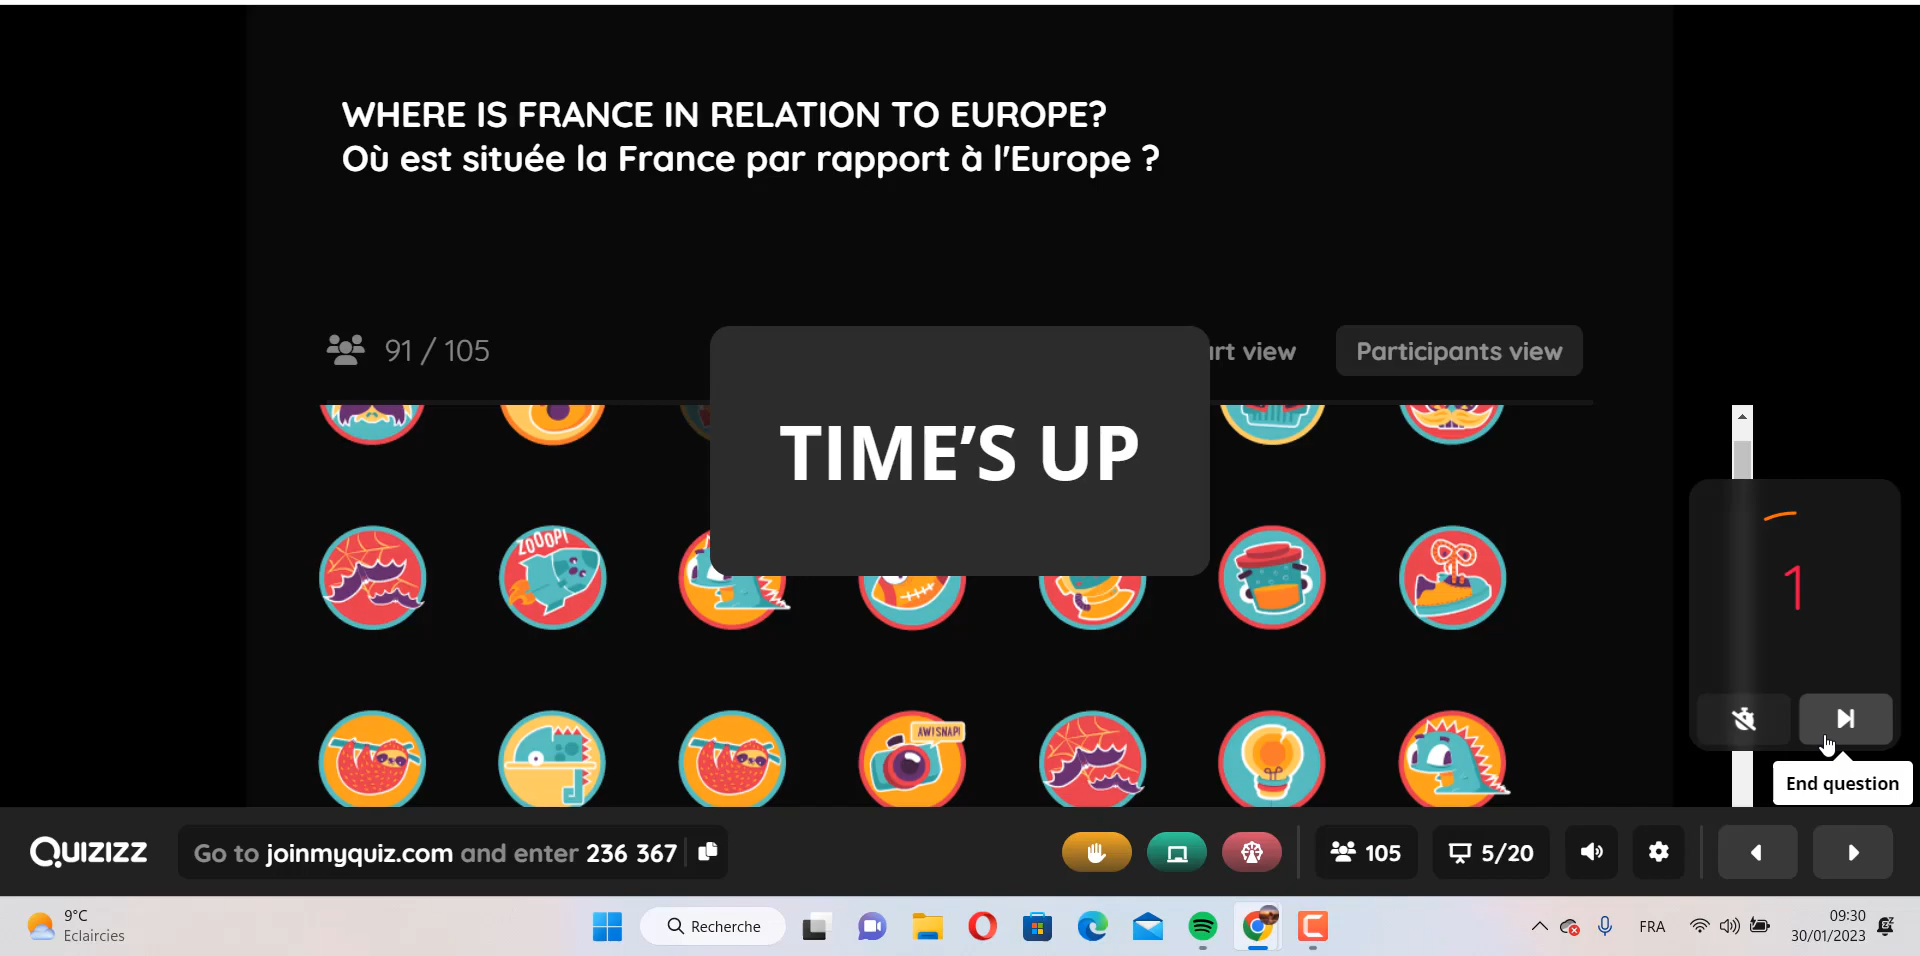 WHERE IS FRANCE IN RELATION TO EUROPE?
Où est située la France par rapport à l'Europe ?
91 / 105
rt view
Participants view
TIME'S UP
ZOOOP!
1
AW! SNAP!
End question
QUIZIZZ
Go to joinmyquiz.com and enter 236 367
105
5/20
9°C
Eclaircies
Recherche
FRA
09:30
30/01/2023